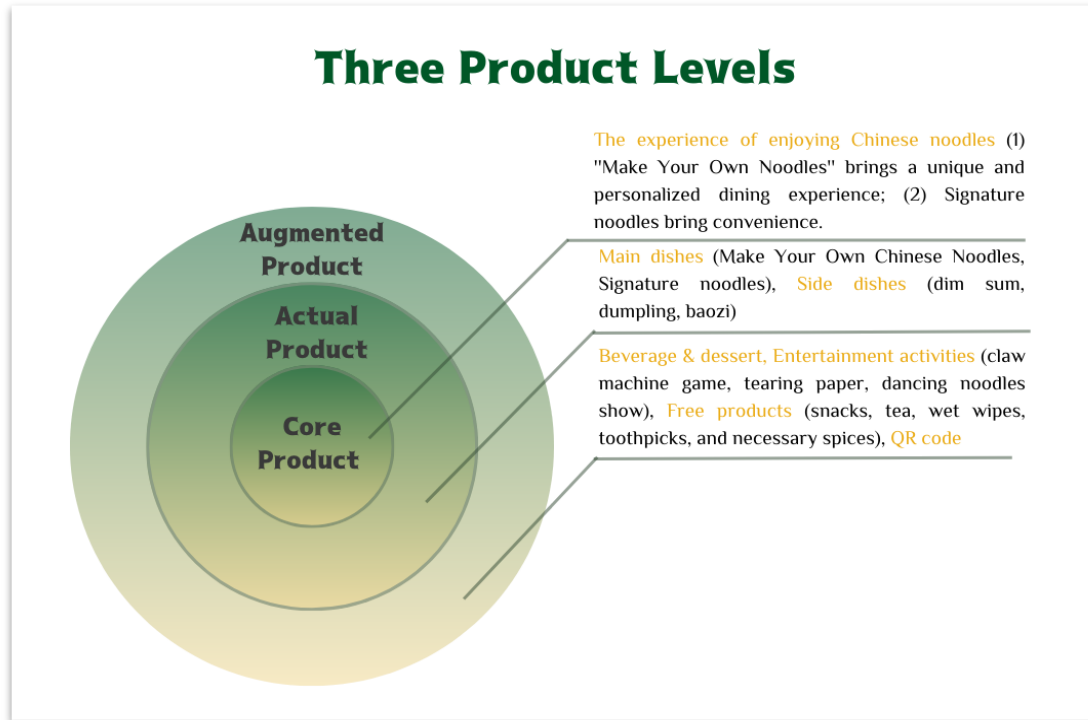 Three Product Levels
The experience of enjoying Chinese noodles (1)
"Make Your Own Noodles" brings a unique and
personalized dining experience; (2) Signature
noodles bring convenience.
Main dishes (Make Your Own Chinese Noodles,
Signature noodles), Side dishes (dim sum,
dumpling, baozi)
Beverage & dessert, Entertainment activities (claw
machine game, tearing paper, dancing noodles
show), Free products (snacks, tea, wet wipes,
toothpicks, and necessary spices), QR code
Augmented
Product
Actual
Product
Core
Product